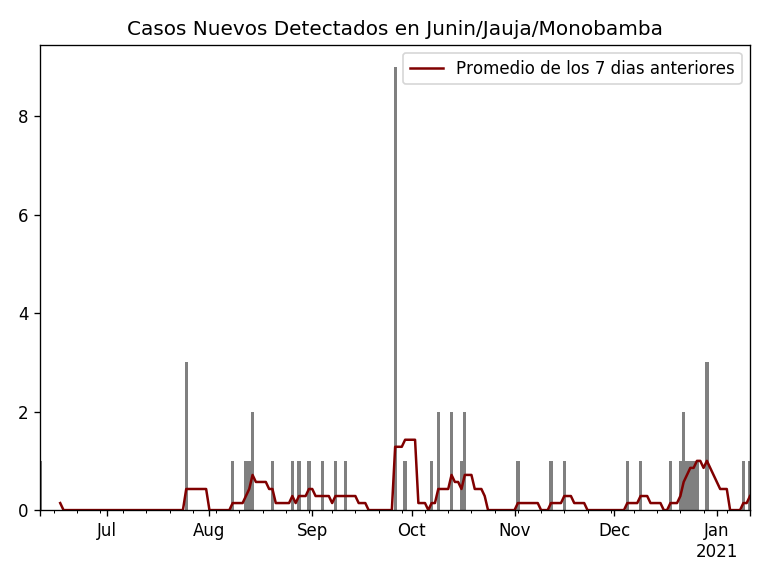 Casos Nuevos Detectados en Junin/Jauja/Monobamba
Promedio de los 7 dias anteriores
8
6
4
2
0
Jul Aug Sep Oct Nov Dec Jan
2021